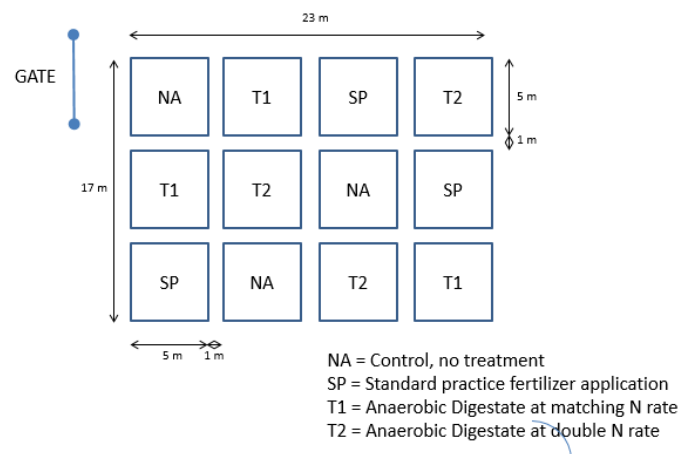 23 m
GATE
NA T1 SP T2
5 m
1 m
17 m
T1 T2 NA SP
SP NA T2 T1
5 m 1 m
NA = Control, no treatment
SP = Standard practice fertilizer application
T1 = Anaerobic Digestate at matching N rate
T2 = Anaerobic Digestate at double N rate